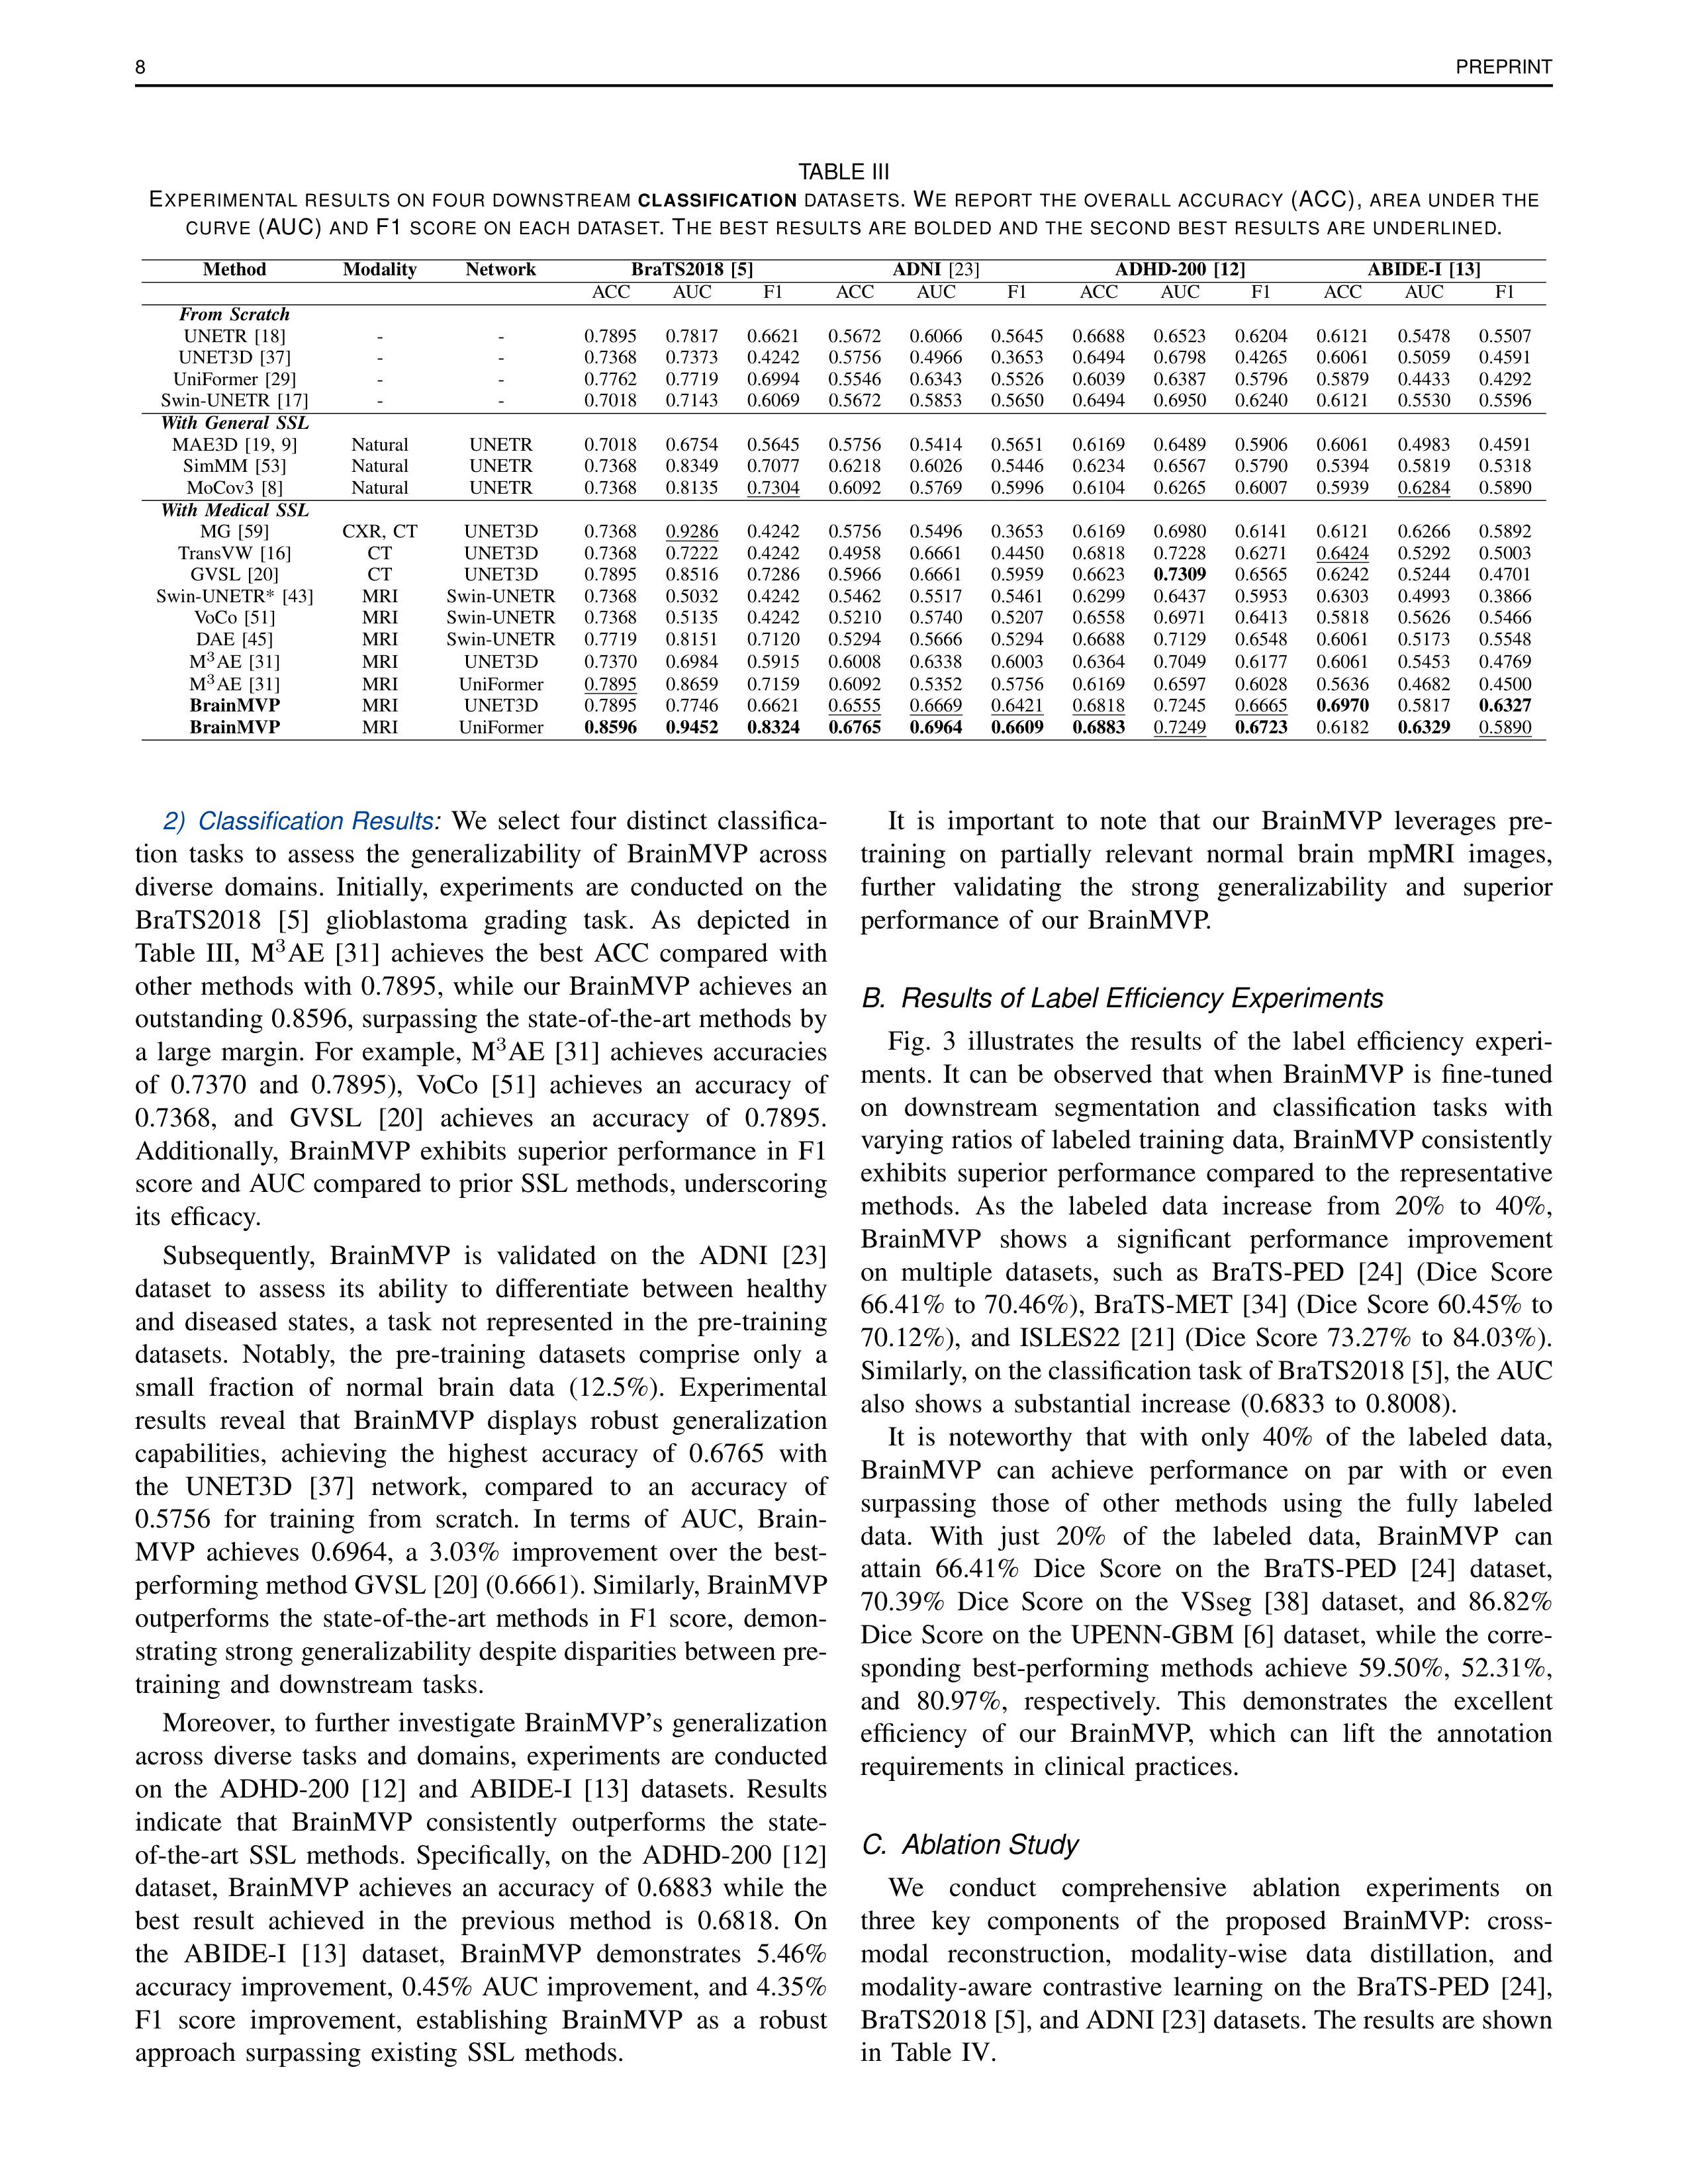 8 PREPRINT
TABLE III
EXPERIMENTAL RESULTS ON FOUR DOWNSTREAM CLASSIFICATION DATASETS. WE REPORT THE OVERALL ACCURACY (ACC), AREA UNDER THE
CURVE (AUC) AND F1 SCORE ON EACH DATASET. THE BEST RESULTS ARE BOLDED AND THE SECOND BEST RESULTS ARE UNDERLINED.
Method Modality Network BraTS2018 [5] ADNI [23] ADHD-200 [12] ABIDE-I [13]
ACC AUC F1 ACC AUC F1 ACC AUC F1 ACC AUC F1
From Scratch
UNETR [18] - - 0.7895 0.7817 0.6621 0.5672 0.6066 0.5645 0.6688 0.6523 0.6204 0.6121 0.5478 0.5507
UNET3D [37] - - 0.7368 0.7373 0.4242 0.5756 0.4966 0.3653 0.6494 0.6798 0.4265 0.6061 0.5059 0.4591
UniFormer [29] - - 0.7762 0.7719 0.6994 0.5546 0.6343 0.5526 0.6039 0.6387 0.5796 0.5879 0.4433 0.4292
Swin-UNETR [17] - - 0.7018 0.7143 0.6069 0.5672 0.5853 0.5650 0.6494 0.6950 0.6240 0.6121 0.5530 0.5596
With General SSL
MAE3D [19, 9] Natural UNETR 0.7018 0.6754 0.5645 0.5756 0.5414 0.5651 0.6169 0.6489 0.5906 0.6061 0.4983 0.4591
SimMM [53] Natural UNETR 0.7368 0.8349 0.7077 0.6218 0.6026 0.5446 0.6234 0.6567 0.5790 0.5394 0.5819 0.5318
MoCov3 [8] Natural UNETR 0.7368 0.8135 0.7304 0.6092 0.5769 0.5996 0.6104 0.6265 0.6007 0.5939 0.6284 0.5890
With Medical SSL
MG [59] CXR, CT UNET3D 0.7368 0.9286 0.4242 0.5756 0.5496 0.3653 0.6169 0.6980 0.6141 0.6121 0.6266 0.5892
TransVW [16] CT UNET3D 0.7368 0.7222 0.4242 0.4958 0.6661 0.4450 0.6818 0.7228 0.6271 0.6424 0.5292 0.5003
GVSL [20] CT UNET3D 0.7895 0.8516 0.7286 0.5966 0.6661 0.5959 0.6623 0.7309 0.6565 0.6242 0.5244 0.4701
Swin-UNETR* [43] MRI Swin-UNETR 0.7368 0.5032 0.4242 0.5462 0.5517 0.5461 0.6299 0.6437 0.5953 0.6303 0.4993 0.3866
VoCo [51] MRI Swin-UNETR 0.7368 0.5135 0.4242 0.5210 0.5740 0.5207 0.6558 0.6971 0.6413 0.5818 0.5626 0.5466
DAE [45] MRI Swin-UNETR 0.7719 0.8151 0.7120 0.5294 0.5666 0.5294 0.6688 0.7129 0.6548 0.6061 0.5173 0.5548
M³AE [31] MRI UNET3D 0.7370 0.6984 0.5915 0.6008 0.6338 0.6003 0.6364 0.7049 0.6177 0.6061 0.5453 0.4769
M³AE [31] MRI UniFormer 0.7895 0.8659 0.7159 0.6092 0.5352 0.5756 0.6169 0.6597 0.6028 0.5636 0.4682 0.4500
BrainMVP MRI UNET3D 0.7895 0.7746 0.6621 0.6555 0.6669 0.6421 0.6818 0.7245 0.6665 0.6970 0.5817 0.6327
BrainMVP MRI UniFormer 0.8596 0.9452 0.8324 0.6765 0.6964 0.6609 0.6883 0.7249 0.6723 0.6182 0.6329 0.5890
2) Classification Results: We select four distinct classifica-
tion tasks to assess the generalizability of BrainMVP across
diverse domains. Initially, experiments are conducted on the
BraTS2018 [5] glioblastoma grading task. As depicted in
Table III, M³AE [31] achieves the best ACC compared with
other methods with 0.7895, while our BrainMVP achieves an
outstanding 0.8596, surpassing the state-of-the-art methods by
a large margin. For example, M³AE [31] achieves accuracies
of 0.7370 and 0.7895), VoCo [51] achieves an accuracy of
0.7368, and GVSL [20] achieves an accuracy of 0.7895.
Additionally, BrainMVP exhibits superior performance in F1
score and AUC compared to prior SSL methods, underscoring
its efficacy.
Subsequently, BrainMVP is validated on the ADNI [23]
dataset to assess its ability to differentiate between healthy
and diseased states, a task not represented in the pre-training
datasets. Notably, the pre-training datasets comprise only a
small fraction of normal brain data (12.5%). Experimental
results reveal that BrainMVP displays robust generalization
capabilities, achieving the highest accuracy of 0.6765 with
the UNET3D [37] network, compared to an accuracy of
0.5756 for training from scratch. In terms of AUC, Brain-
MVP achieves 0.6964, a 3.03% improvement over the best-
performing method GVSL [20] (0.6661). Similarly, BrainMVP
outperforms the state-of-the-art methods in F1 score, demon-
strating strong generalizability despite disparities between pre-
training and downstream tasks.
Moreover, to further investigate BrainMVP's generalization
across diverse tasks and domains, experiments are conducted
on the ADHD-200 [12] and ABIDE-I [13] datasets. Results
indicate that BrainMVP consistently outperforms the state-
of-the-art SSL methods. Specifically, on the ADHD-200 [12]
dataset, BrainMVP achieves an accuracy of 0.6883 while the
best result achieved in the previous method is 0.6818. On
the ABIDE-I [13] dataset, BrainMVP demonstrates 5.46%
accuracy improvement, 0.45% AUC improvement, and 4.35%
F1 score improvement, establishing BrainMVP as a robust
approach surpassing existing SSL methods.
It is important to note that our BrainMVP leverages pre-
training on partially relevant normal brain mpMRI images,
further validating the strong generalizability and superior
performance of our BrainMVP.
B. Results of Label Efficiency Experiments
Fig. 3 illustrates the results of the label efficiency experi-
ments. It can be observed that when BrainMVP is fine-tuned
on downstream segmentation and classification tasks with
varying ratios of labeled training data, BrainMVP consistently
exhibits superior performance compared to the representative
methods. As the labeled data increase from 20% to 40%,
BrainMVP shows a significant performance improvement
on multiple datasets, such as BraTS-PED [24] (Dice Score
66.41% to 70.46%), BraTS-MET [34] (Dice Score 60.45% to
70.12%), and ISLES22 [21] (Dice Score 73.27% to 84.03%).
Similarly, on the classification task of BraTS2018 [5], the AUC
also shows a substantial increase (0.6833 to 0.8008).
It is noteworthy that with only 40% of the labeled data,
BrainMVP can achieve performance on par with or even
surpassing those of other methods using the fully labeled
data. With just 20% of the labeled data, BrainMVP can
attain 66.41% Dice Score on the BraTS-PED [24] dataset,
70.39% Dice Score on the VSseg [38] dataset, and 86.82%
Dice Score on the UPENN-GBM [6] dataset, while the corre-
sponding best-performing methods achieve 59.50%, 52.31%,
and 80.97%, respectively. This demonstrates the excellent
efficiency of our BrainMVP, which can lift the annotation
requirements in clinical practices.
C. Ablation Study
We conduct comprehensive ablation experiments on
three key components of the proposed BrainMVP: cross-
modal reconstruction, modality-wise data distillation, and
modality-aware contrastive learning on the BraTS-PED [24],
BraTS2018 [5], and ADNI [23] datasets. The results are shown
in Table IV.